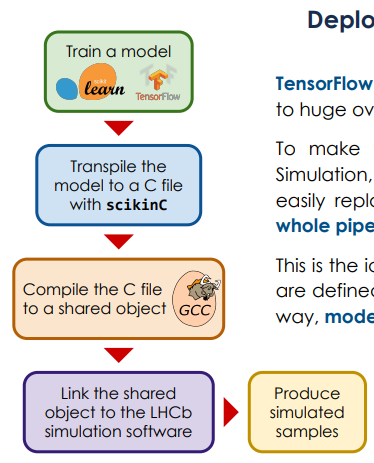 Deplo
Train a model
scikit
learn
TensorFlow
TensorFlow
to huge ov
Transpile the
model to a C file
with scikinC
To make
Simulation,
easily repla
whole pipe
Compile the C file
to a shared object
GCC
This is the i
are defined
way, mode
Link the shared
object to the LHCb
simulation software
Produce
simulated
samples